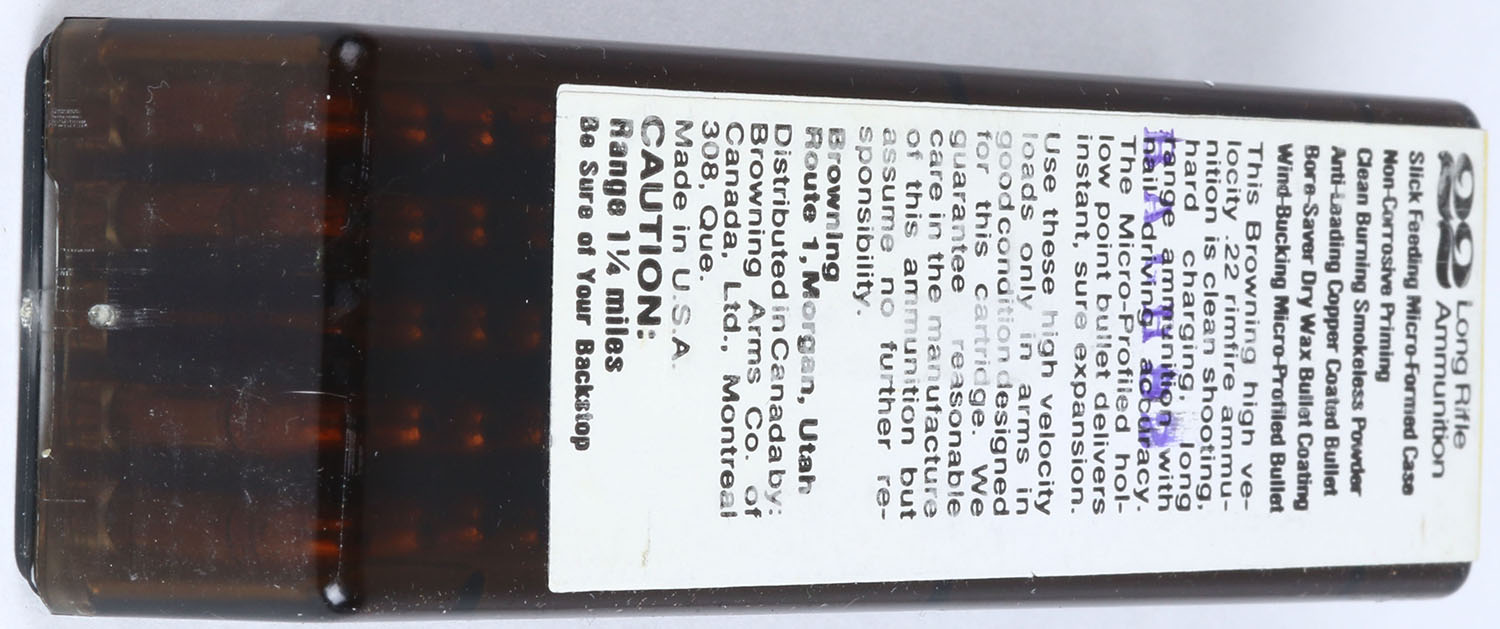 22 Long Rifle
Ammunition
Slick Feeding Micro-Formed Case
Non-Corrosive Priming
Clean Burning Smokeless Powder
Anti-Leading Copper Coated Bullet
Bore-Saver Dry Wax Bullet Coating
Wind-Bucking Micro-Profiled Bullet
This Browning high ve-
locity .22 rimfire ammu-
nition is clean shooting,
hard charging, long
range ammunition with
nail driving accuracy.
The Micro-Profiled hol-
low point bullet delivers
instant, sure expansion.
Use these high velocity
loads only in arms in
good condition designed
for this cartridge. We
guarantee reasonable
care in the manufacture
of this ammunition but
assume no further re-
sponsibility.
Browning
Route 1, Morgan, Utah
Distributed in Canada by:
Browning Arms Co. of
Canada, Ltd., Montreal
308, Que.
Made in U.S.A.
CAUTION:
Range 1¼ miles
Be Sure of Your Backstop